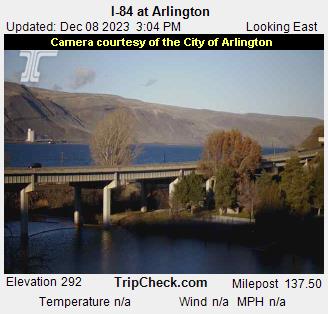 I-84 at Arlington
Updated: Dec 08 2023 3:04 PM Looking East
Camera courtesy of the City of Arlington
Elevation 292 TripCheck.com Milepost 137.50
Temperature n/a Wind n/a MPH n/a